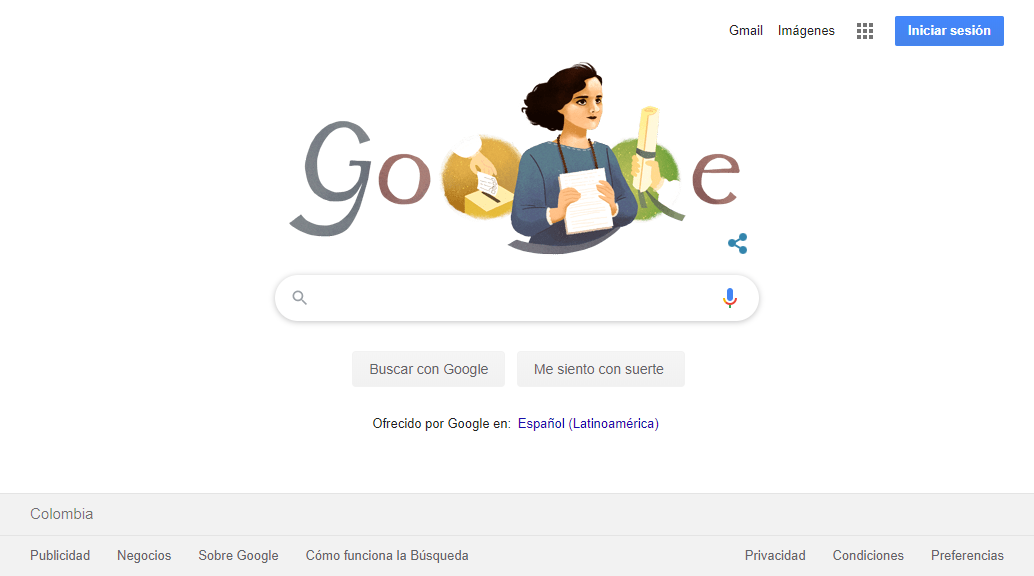 Gmail Imágenes Iniciar sesión
Google
Buscar con Google Me siento con suerte
Ofrecido por Google en: Español (Latinoamérica)
Colombia
Publicidad Negocios Sobre Google Cómo funciona la Búsqueda Privacidad Condiciones Preferencias